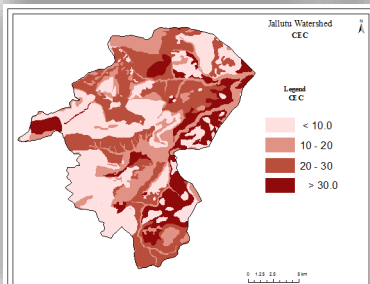 Jallutu Watershed
CEC
N
Legend
CEC
< 10.0
10 - 20
20 - 30
> 30.0
0 1.25 2.5 5 km